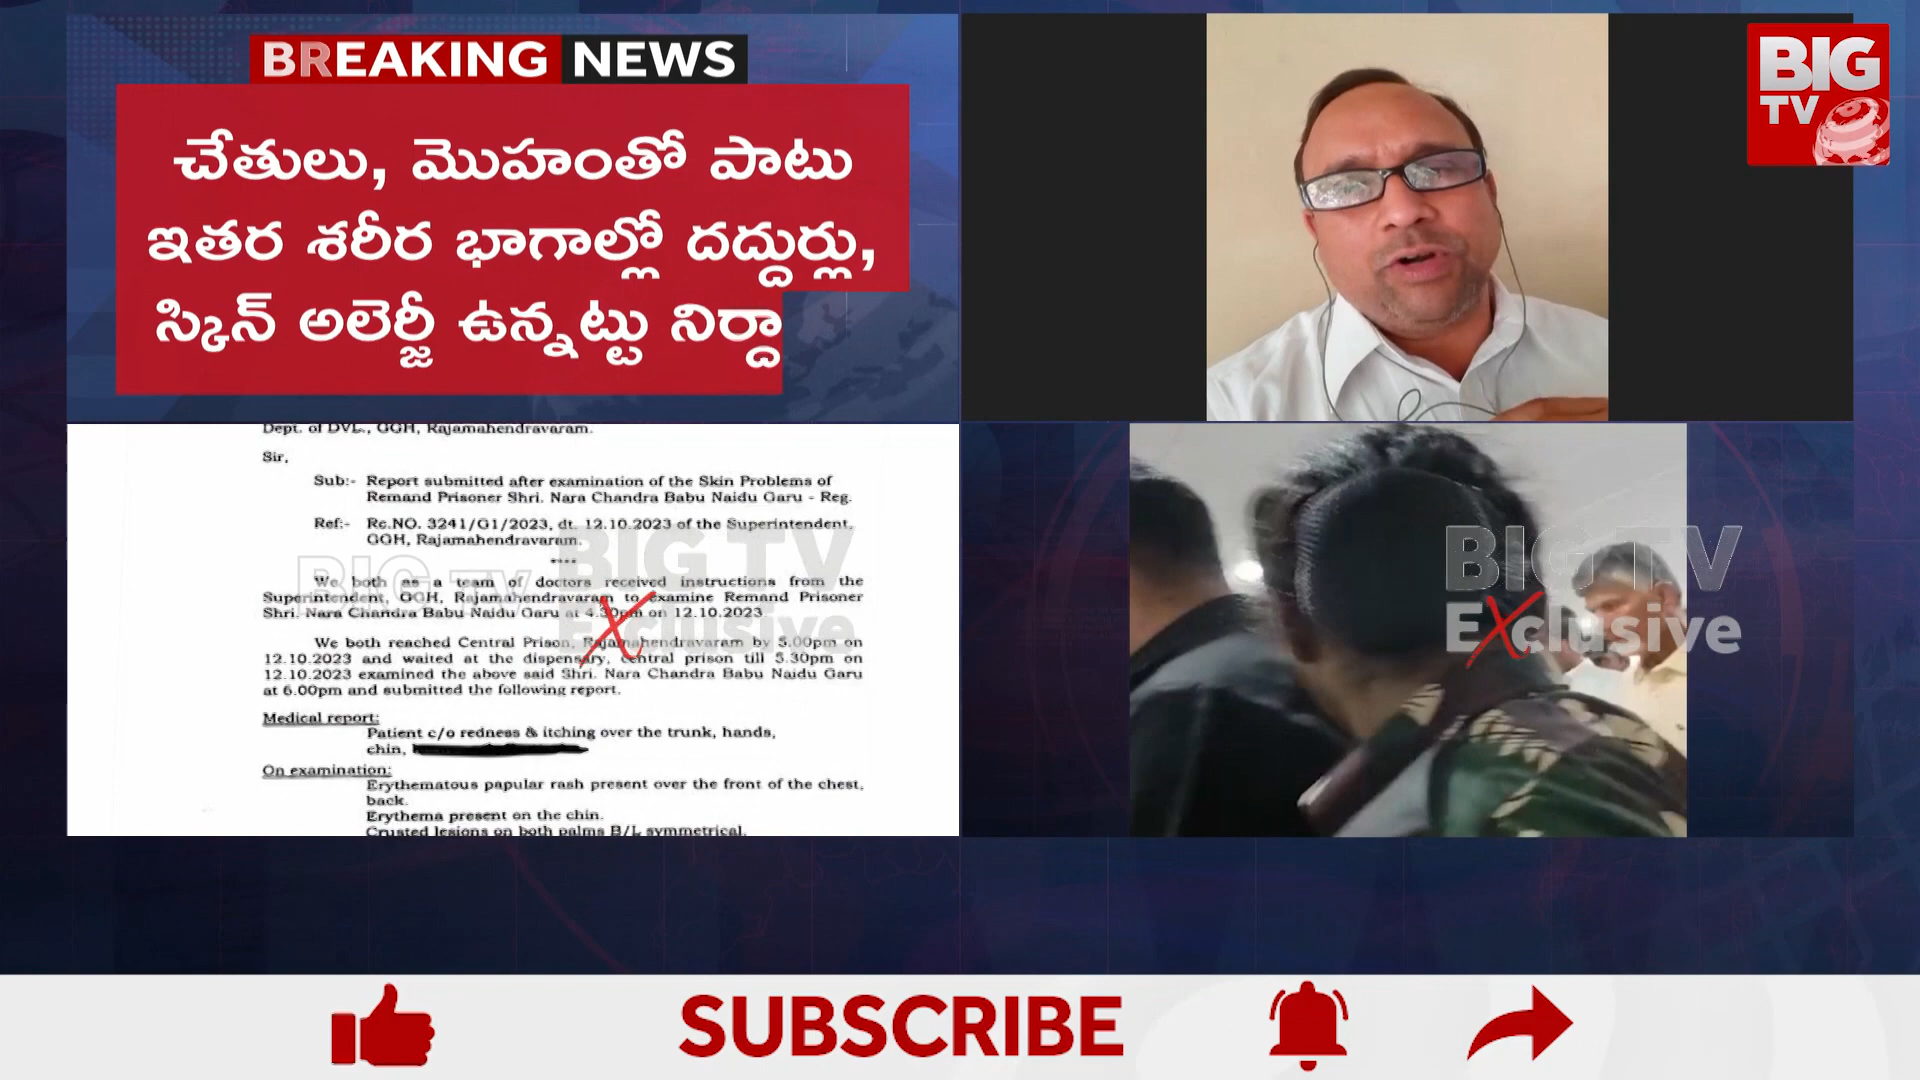 BREAKING NEWS
చేతులు, మొహంతో పాటు
ఇతర శరీర భాగాల్లో దద్దుర్లు,
స్కిన్ అలెర్జీ ఉన్నట్టు నిర్ధా
BIG
TV
Dept. of DVL., GGH, Rajamahendravaram.
Sir,
Sub:- Report submitted after examination of the Skin Problems of
Remand Prisoner Shri. Nara Chandra Babu Naidu Garu - Reg.
Ref:- Rc.NO. 3241/G1/2023, dt. 12.10.2023 of the Superintendent,
GGH, Rajamahendravaram.
****
We both as a team of doctors received instructions from the
Superintendent, GGH, Rajamahendravaram to examine Remand Prisoner
Shri. Nara Chandra Babu Naidu Garu at 4.30pm on 12.10.2023
We both reached Central Prison, Rajamahendravaram by 5.00pm on
12.10.2023 and waited at the dispensary, central prison till 5.30pm on
12.10.2023 examined the above said Shri. Nara Chandra Babu Naidu Garu
at 6.00pm and submitted the following report.
Medical report:
Patient c/o redness & itching over the trunk, hands,
chin,
On examination:
Erythematous papular rash present over the front of the chest,
back.
Erythema present on the chin.
Crusted lesions on both palms B/L symmetrical.
BIG TV
BIG TV
Exclusive
BIG TV
Exclusive
SUBSCRIBE